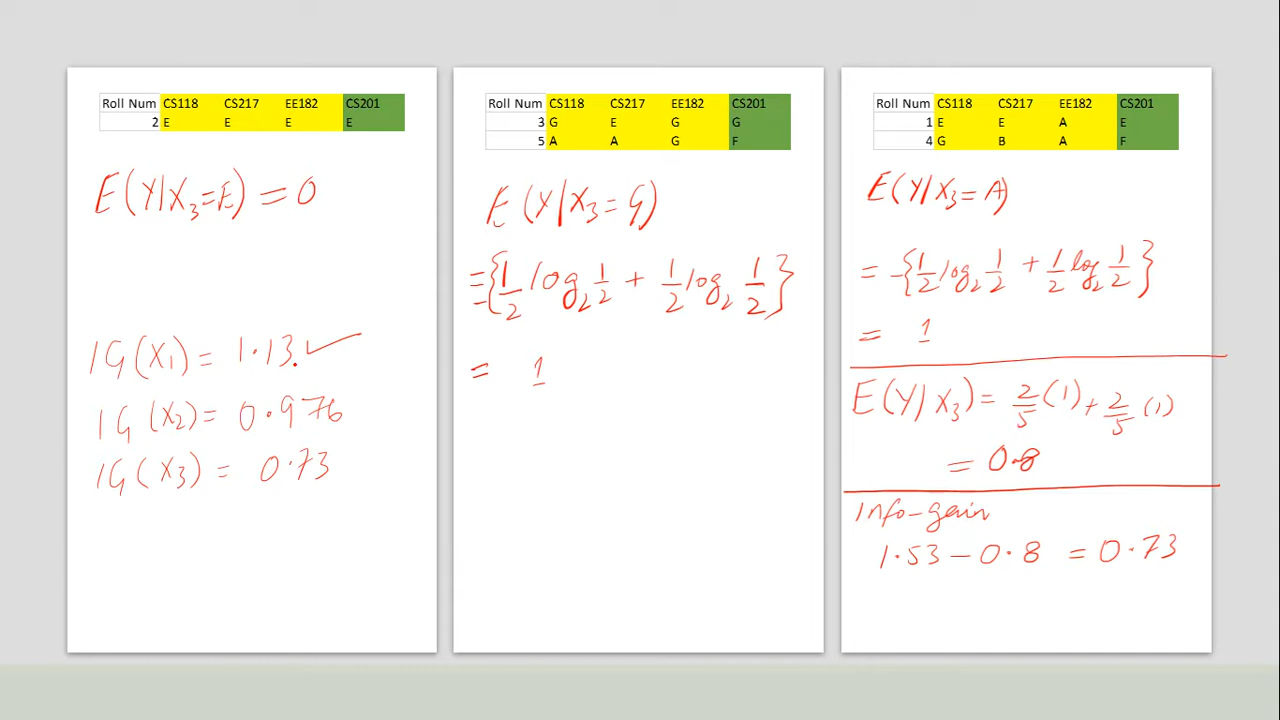 Roll Num CS118 CS217 EE182 CS201
2 E E E E
E(Y|X₃=E) = 0
IG(X1) = 1.13 ✓
IG(X2) = 0.976
IG(X3) = 0.73
Roll Num CS118 CS217 EE182 CS201
3 G E G G
5 A A G F
E(Y|X₃=G)
= -{1/2 log₂ 1/2 + 1/2 log₂ 1/2}
= 1
Roll Num CS118 CS217 EE182 CS201
1 E E A E
4 G B A F
E(Y|X₃=A)
= -{1/2 log₂ 1/2 + 1/2 log₂ 1/2}
= 1
E(Y|X₃) = 2/5 (1) + 2/5 (1)
= 0.8
Info-gain
1.53 - 0.8 = 0.73